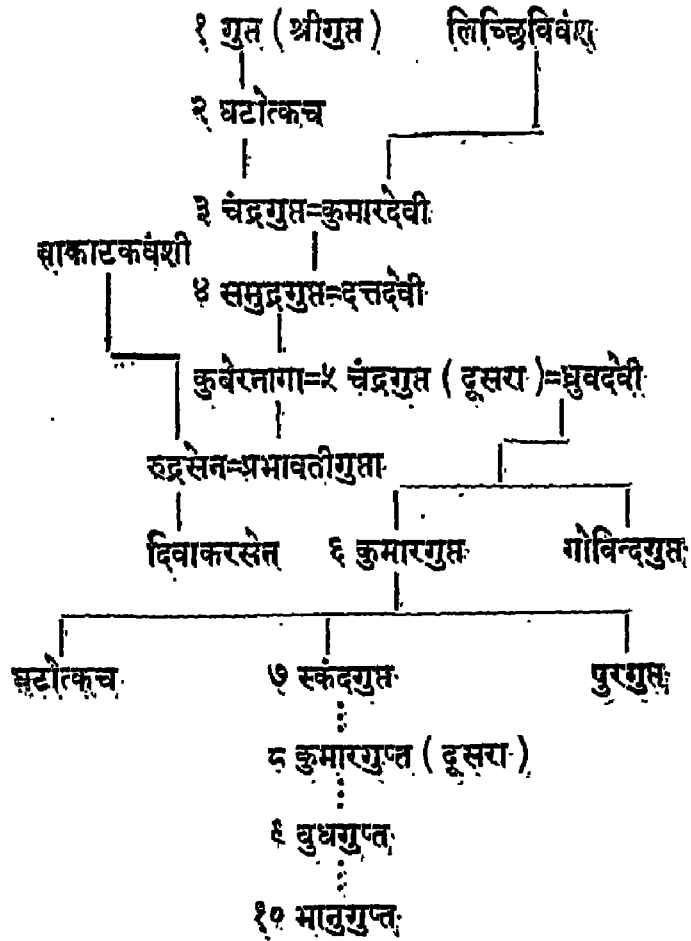 १ गुप्त ( श्रीगुप्त ) लिच्छिविवंश
२ घटोत्कच
३ चंद्रगुप्त=कुमारदेवी
वाकाटकवंशी
४ समुद्रगुप्त=दत्तदेवी
कुबेरनागा=५ चंद्रगुप्त ( दूसरा )=ध्रुवदेवी
रुद्रसेन=प्रभावतीगुप्ता
दिवाकरसेन ६ कुमारगुप्त गोविन्दगुप्त
घटोत्कच ७ स्कंदगुप्त पुरगुप्त
८ कुमारगुप्त ( दूसरा )
९ बुधगुप्त
१० भानुगुप्त